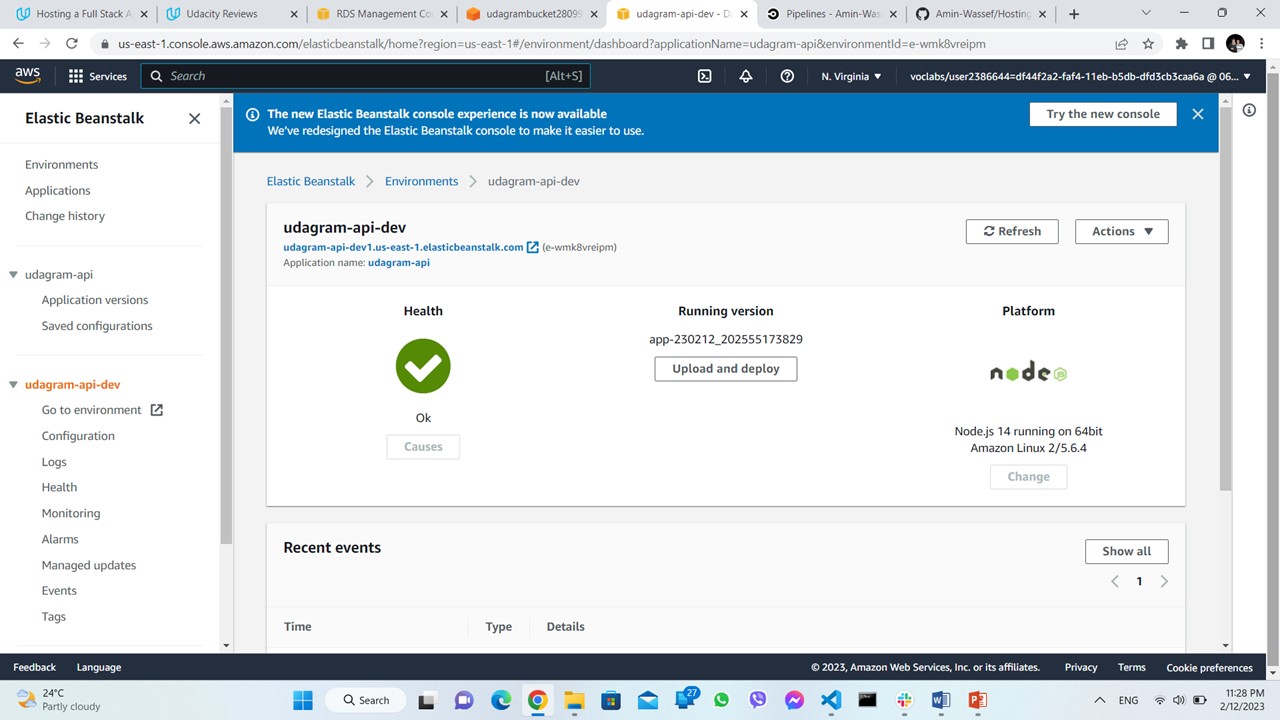 Hosting a Full Stack A
Udacity Reviews
RDS Management Co
udagrambucket28099
udagram-api-dev - Da
Pipelines - Amin-Was
Amin-Wassef/Hosting
us-east-1.console.aws.amazon.com/elasticbeanstalk/home?region=us-east-1#/environment/dashboard?applicationName=udagram-api&environmentId=e-wmk8vreipm
aws
Services
Search
[Alt+S]
N. Virginia
voclabs/user2386644=df44f2a2-faf4-11eb-b5db-dfd3cb3caa6a @ 06...
Elastic Beanstalk
Environments
Applications
Change history
udagram-api
Application versions
Saved configurations
udagram-api-dev
Go to environment
Configuration
Logs
Health
Monitoring
Alarms
Managed updates
Events
Tags
The new Elastic Beanstalk console experience is now available
We've redesigned the Elastic Beanstalk console to make it easier to use.
Try the new console
Elastic Beanstalk
Environments
udagram-api-dev
udagram-api-dev
udagram-api-dev1.us-east-1.elasticbeanstalk.com (e-wmk8vreipm)
Application name: udagram-api
Refresh
Actions
Health
Ok
Causes
Running version
app-230212_202555173829
Upload and deploy
Platform
node JS
Node.js 14 running on 64bit
Amazon Linux 2/5.6.4
Change
Recent events
Show all
1
Time
Type
Details
Feedback
Language
© 2023, Amazon Web Services, Inc. or its affiliates.
Privacy
Terms
Cookie preferences
24°C
Partly cloudy
Search
27
ENG
11:28 PM
2/12/2023